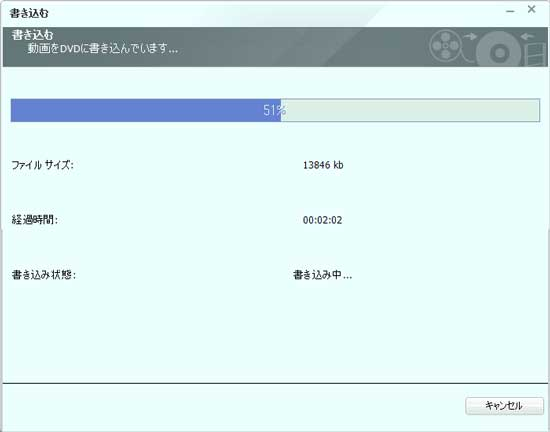 書き込む
書き込む
動画をDVDに書き込んでいます...
51%
ファイル サイズ: 13846 kb
経過時間: 00:02:02
書き込み状態: 書き込み中...
キャンセル